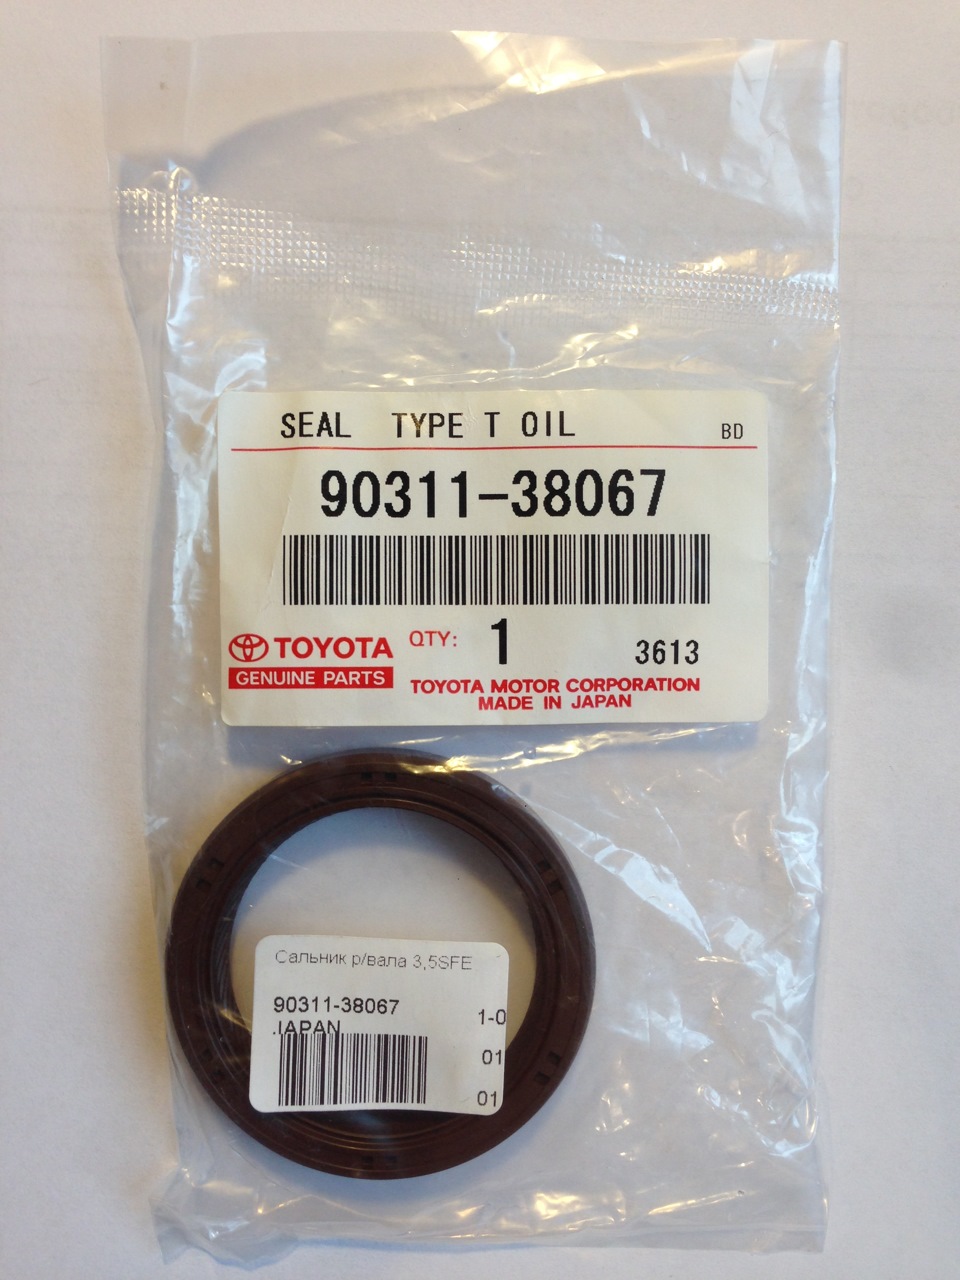 SEAL TYPE T OIL
BD
90311-38067
TOYOTA
GENUINE PARTS
QTY: 1
3613
TOYOTA MOTOR CORPORATION
MADE IN JAPAN
Сальник р/вала 3,5SFE
90311-38067
JAPAN
1-0
01
01